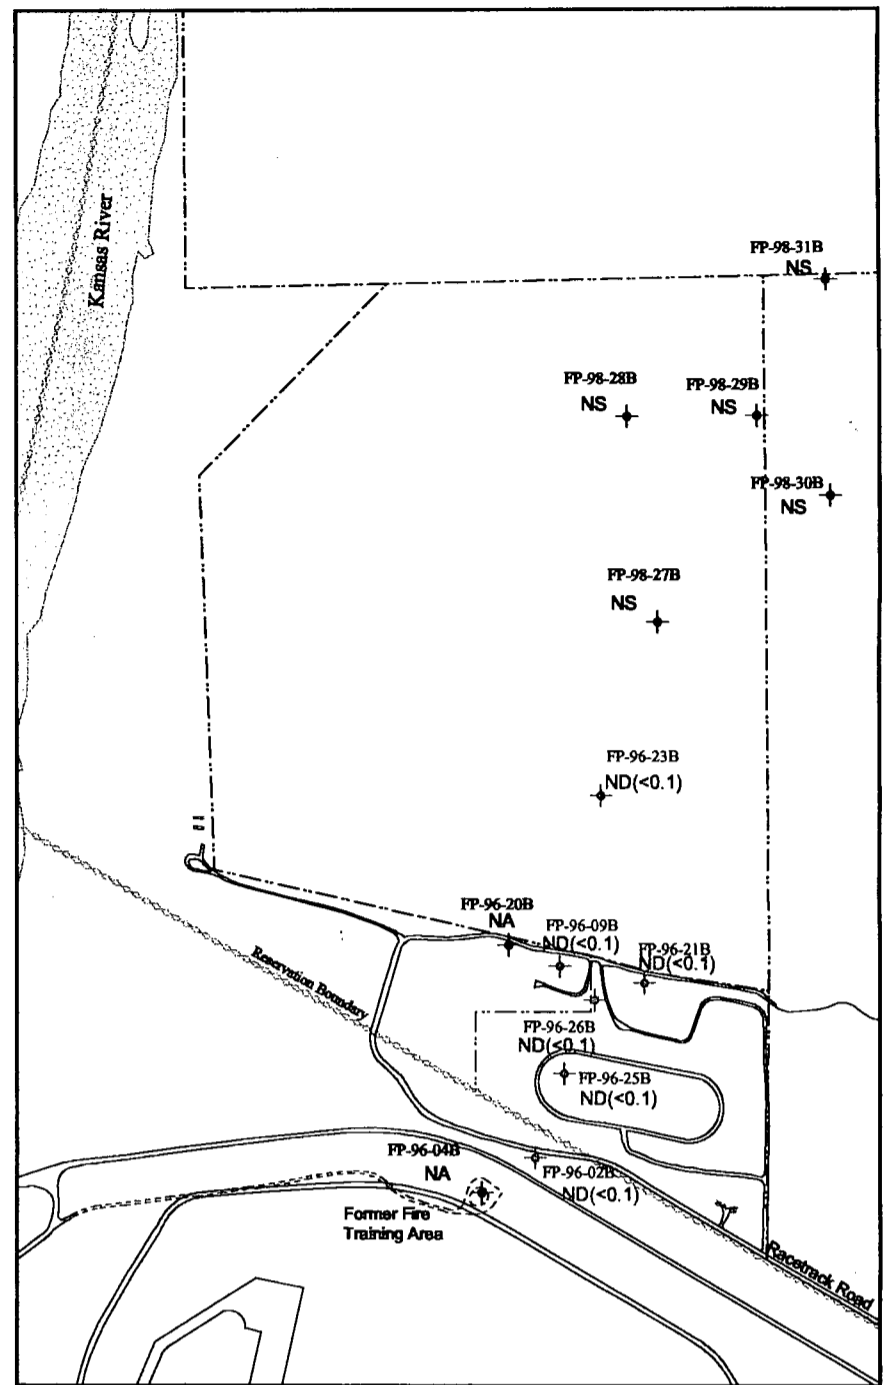 Kansas River
FP-98-31B
NS
FP-98-28B
NS
FP-98-29B
NS
FP-98-30B
NS
FP-98-27B
NS
FP-96-23B
ND(<0.1)
FP-96-20B
NA
FP-96-09B
ND(<0.1)
FP-96-21B
ND(<0.1)
Reservation Boundary
FP-96-26B
ND(<0.1)
FP-96-25B
ND(<0.1)
FP-96-04B
NA
FP-96-02B
ND(<0.1)
Former Fire
Training Area
Racetrack Road